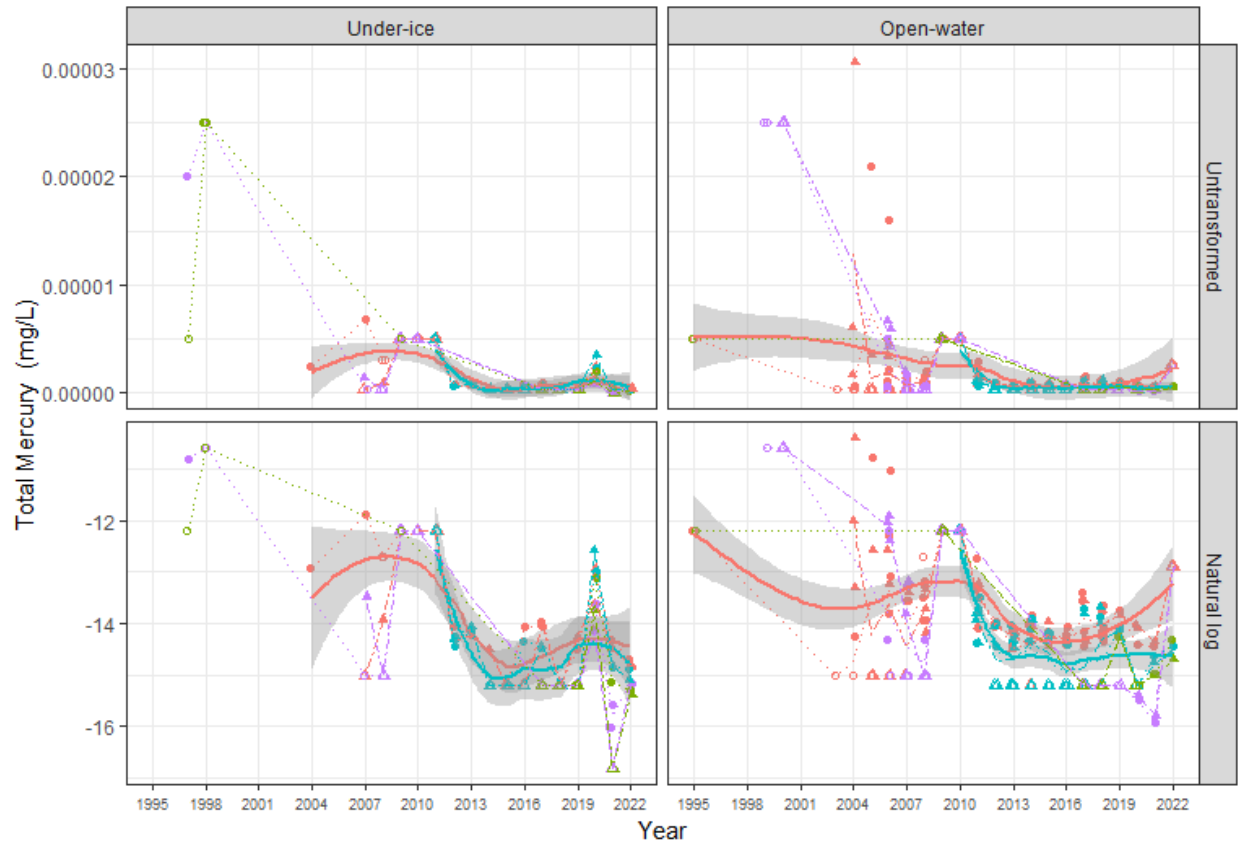 Under-ice
Open-water
Total Mercury (mg/L)
0.00003
0.00002
0.00001
0.00000
Untransformed
-12
-14
-16
Natural log
1995 1998 2001 2004 2007 2010 2013 2016 2019 2022
1995 1998 2001 2004 2007 2010 2013 2016 2019 2022
Year